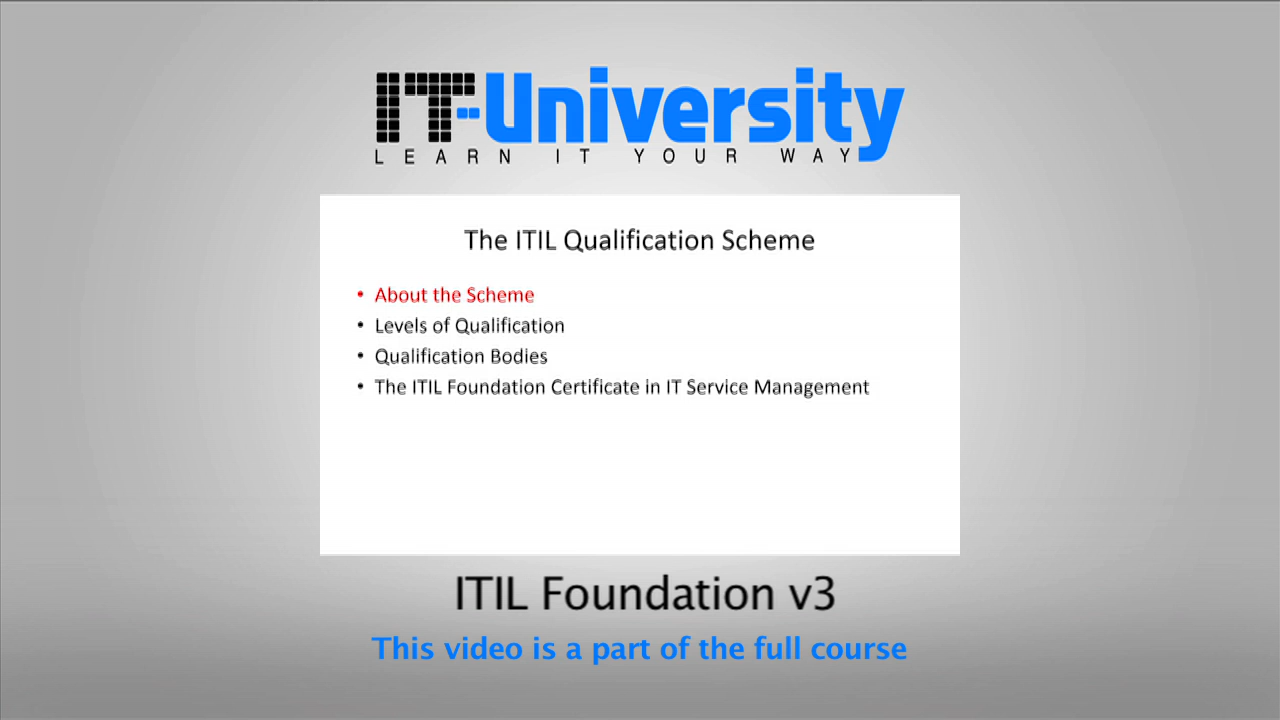 IT-University
LEARN IT YOUR WAY
The ITIL Qualification Scheme
• About the Scheme
• Levels of Qualification
• Qualification Bodies
• The ITIL Foundation Certificate in IT Service Management
ITIL Foundation v3
This video is a part of the full course